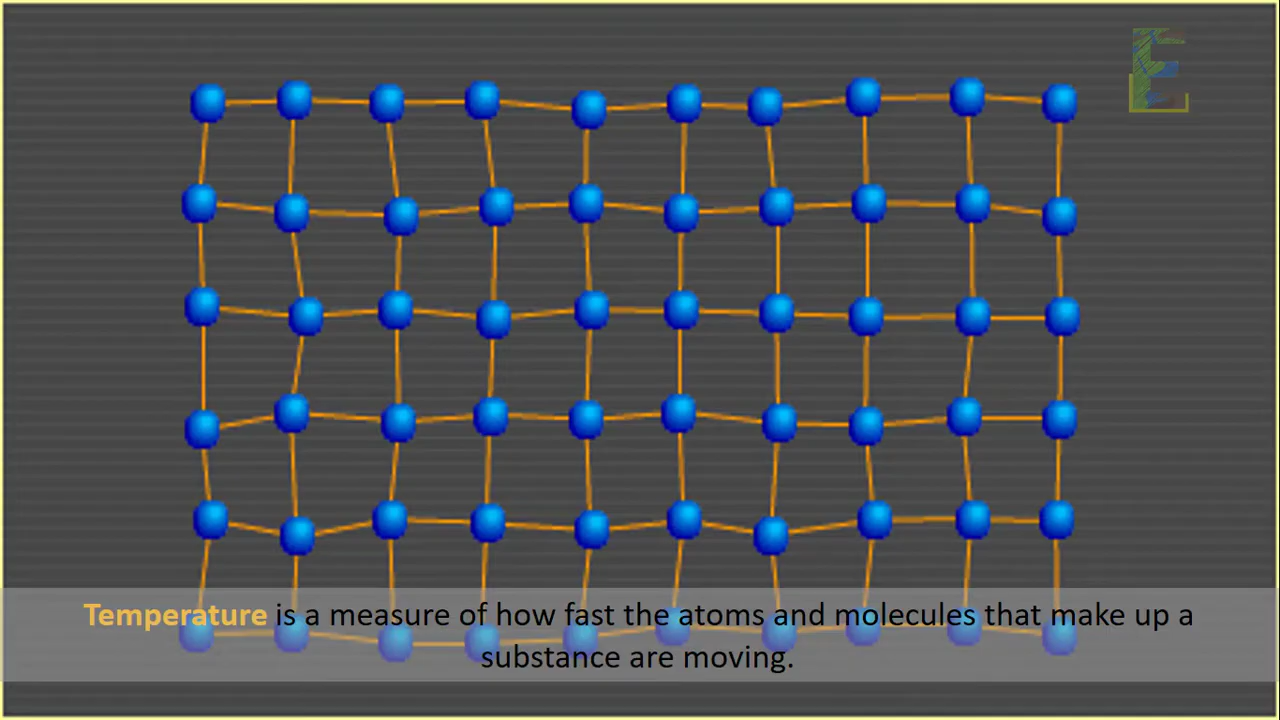 Temperature is a measure of how fast the atoms and molecules that make up a
substance are moving.